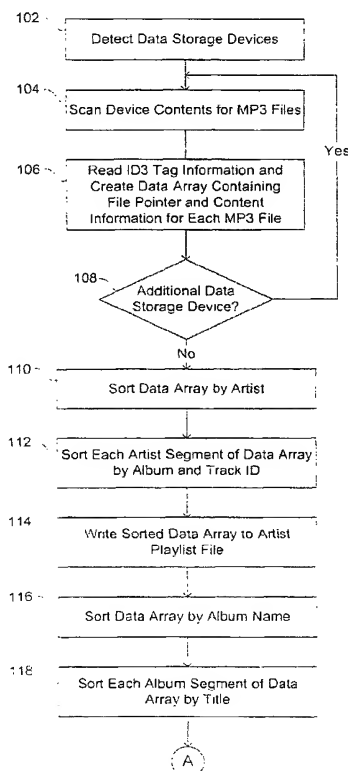 102
Detect Data Storage Devices
104
Scan Device Contents for MP3 Files
Yes
106
Read ID3 Tag Information and
Create Data Array Containing
File Pointer and Content
Information for Each MP3 File
108
Additional Data
Storage Device?
No
110
Sort Data Array by Artist
112
Sort Each Artist Segment of Data Array
by Album and Track ID
114
Write Sorted Data Array to Artist
Playlist File
116
Sort Data Array by Album Name
118
Sort Each Album Segment of Data
Array by Title
A